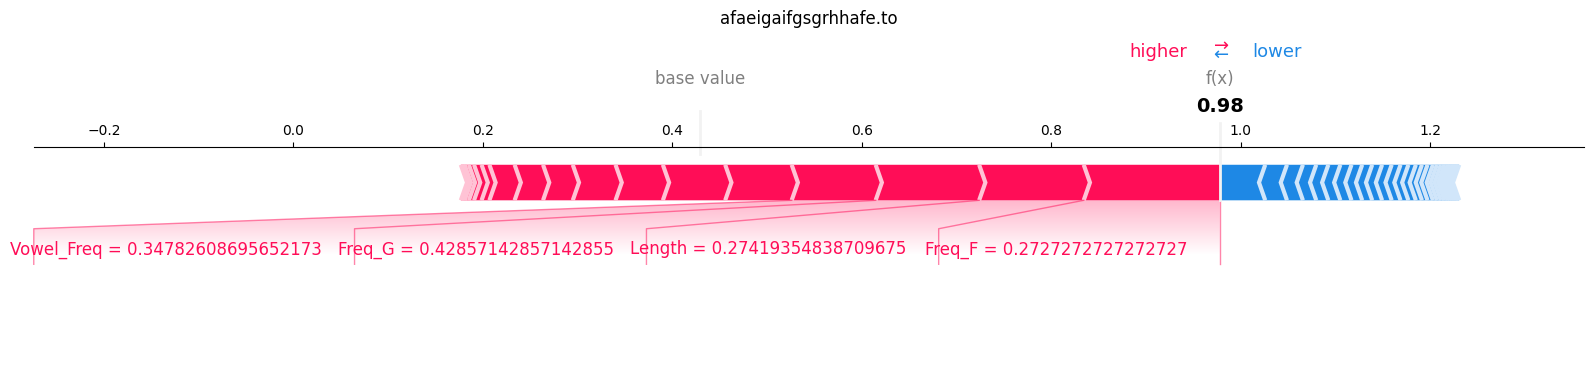 afaeigaifgsgrhhafe.to
higher ⇄ lower
base value f(x)
0.98
−0.2 0.0 0.2 0.4 0.6 0.8 1.0 1.2
Vowel_Freq = 0.34782608695652173 Freq_G = 0.42857142857142855 Length = 0.27419354838709675 Freq_F = 0.2727272727272727